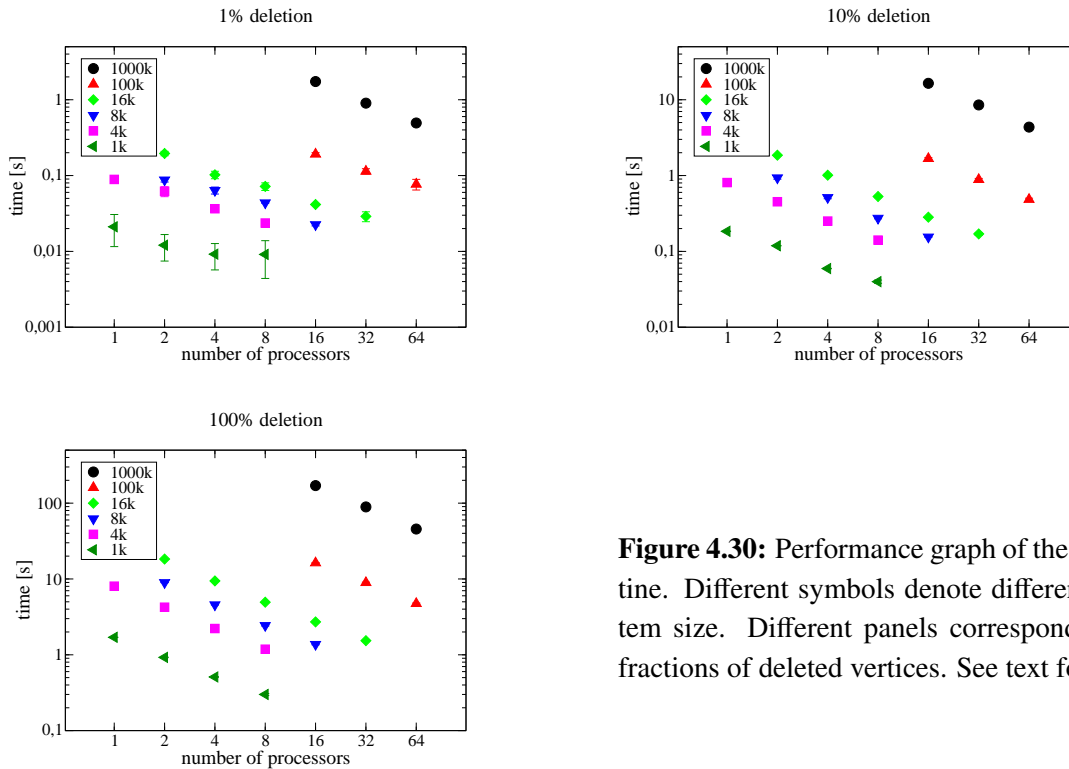 1% deletion
1000k
100k
16k
8k
4k
1k
1
0,1
0,01
0,001
time [s]
1 2 4 8 16 32 64
number of processors
10% deletion
1000k
100k
16k
8k
4k
1k
10
1
0,1
0,01
time [s]
1 2 4 8 16 32 64
number of processors
100% deletion
1000k
100k
16k
8k
4k
1k
100
10
1
0,1
time [s]
1 2 4 8 16 32 64
number of processors
Figure 4.30: Performance graph of the
tine. Different symbols denote differen
tem size. Different panels correspond
fractions of deleted vertices. See text fo